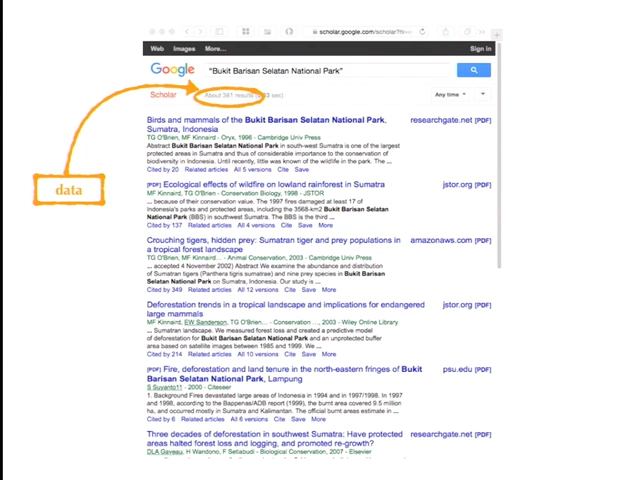 scholar.google.com/scholar?hl=
Web Images More... Sign in
Google "Bukit Barisan Selatan National Park"
Scholar About 381 results sec) Any time
data
Birds and mammals of the Bukit Barisan Selatan National Park, researchgate.net [PDF]
Sumatra, Indonesia
TG O'Brien, MF Kinnaird - Oryx, 1996 - Cambridge Univ Press
Abstract Bukit Barisan Selatan National Park in south-west Sumatra is one of the largest
protected areas in Sumatra and thus of considerable importance to the conservation of
biodiversity in Indonesia. Until recently, little was known of the wildlife in the park. The ...
Cited by 20 Related articles All 5 versions Cite Save
[PDF] Ecological effects of wildfire on lowland rainforest in Sumatra jstor.org [PDF]
MF Kinnaird, TG O'Brien - Conservation Biology, 1998 - JSTOR
... because of their conservation value. The 1997 fires damaged at least 17 of
Indonesia's parks and protected areas, including the 3568-km2 Bukit Barisan Selatan
National Park (BBS) in southwest Sumatra. The BBS is the third ...
Cited by 137 Related articles All 4 versions Cite Save More
Crouching tigers, hidden prey: Sumatran tiger and prey populations in amazonaws.com [PDF]
a tropical forest landscape
TG O'Brien, MF Kinnaird... - Animal Conservation, 2003 - Cambridge Univ Press
... accepted 4 November 2002) Abstract We examine the abundance and distribution
of Sumatran tigers (Panthera tigris sumatrae) and nine prey species in Bukit Barisan
Selatan National Park on Sumatra, Indonesia. Our study is ...
Cited by 349 Related articles All 12 versions Cite Save More
Deforestation trends in a tropical landscape and implications for endangered jstor.org [PDF]
large mammals
MF Kinnaird, EW Sanderson, TG O'Brien... - Conservation ..., 2003 - Wiley Online Library
... Sumatran landscape. We measured forest loss and created a predictive model
of deforestation for Bukit Barisan Selatan National Park and an unprotected buffer
area based on satellite images between 1985 and 1999. We ...
Cited by 214 Related articles All 10 versions Cite Save More
[PDF] Fire, deforestation and land tenure in the north-eastern fringes of Bukit psu.edu [PDF]
Barisan Selatan National Park, Lampung
S Suyanto11 - 2000 - Citeseer
1. Background Fires devastated large areas of Indonesia in 1994 and in 1997/1998. In 1997
and 1998, according to the Bappenas/ADB report (1999), the burnt area covered 9.5 million
ha, and occurred mostly in Sumatra and Kalimantan. The official burnt areas estimate in ...
Cited by 6 Related articles All 6 versions Cite Save More
Three decades of deforestation in southwest Sumatra: Have protected researchgate.net [PDF]
areas halted forest loss and logging, and promoted re-growth?
DLA Gaveau, H Wandono, F Setiabudi - Biological Conservation, 2007 - Elsevier